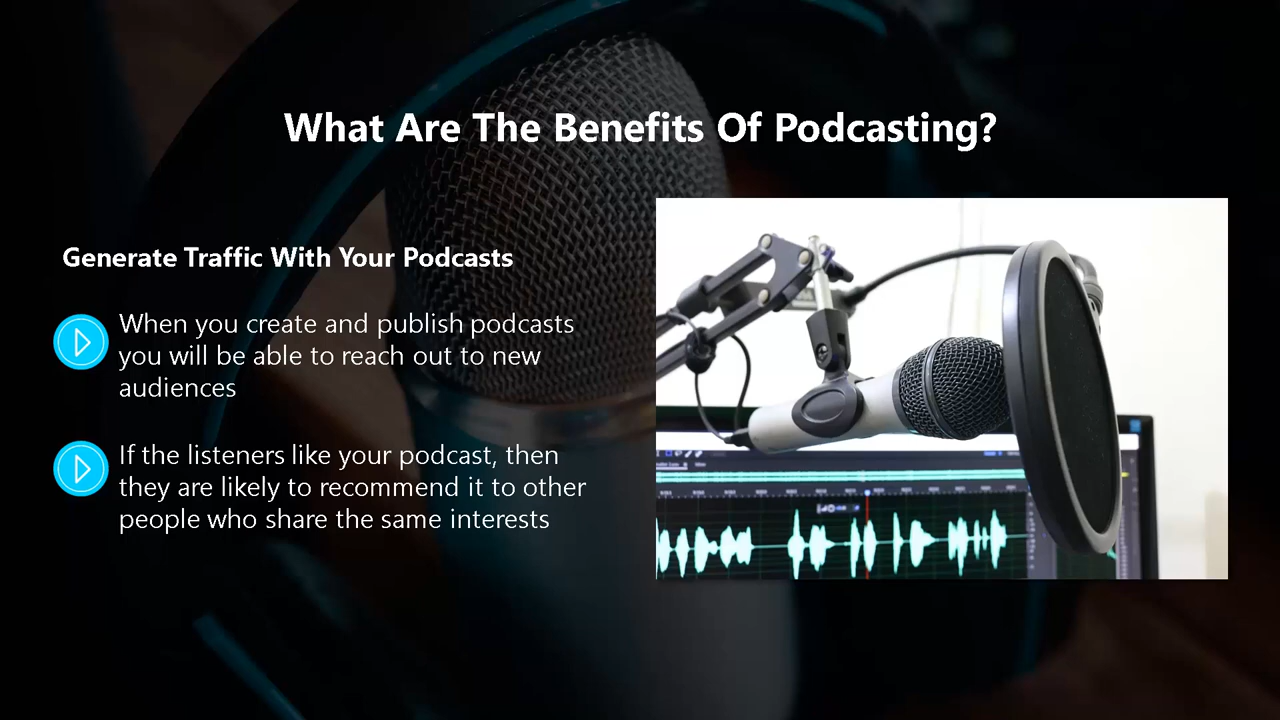 What Are The Benefits Of Podcasting?
Generate Traffic With Your Podcasts
When you create and publish podcasts
you will be able to reach out to new
audiences
If the listeners like your podcast, then
they are likely to recommend it to other
people who share the same interests